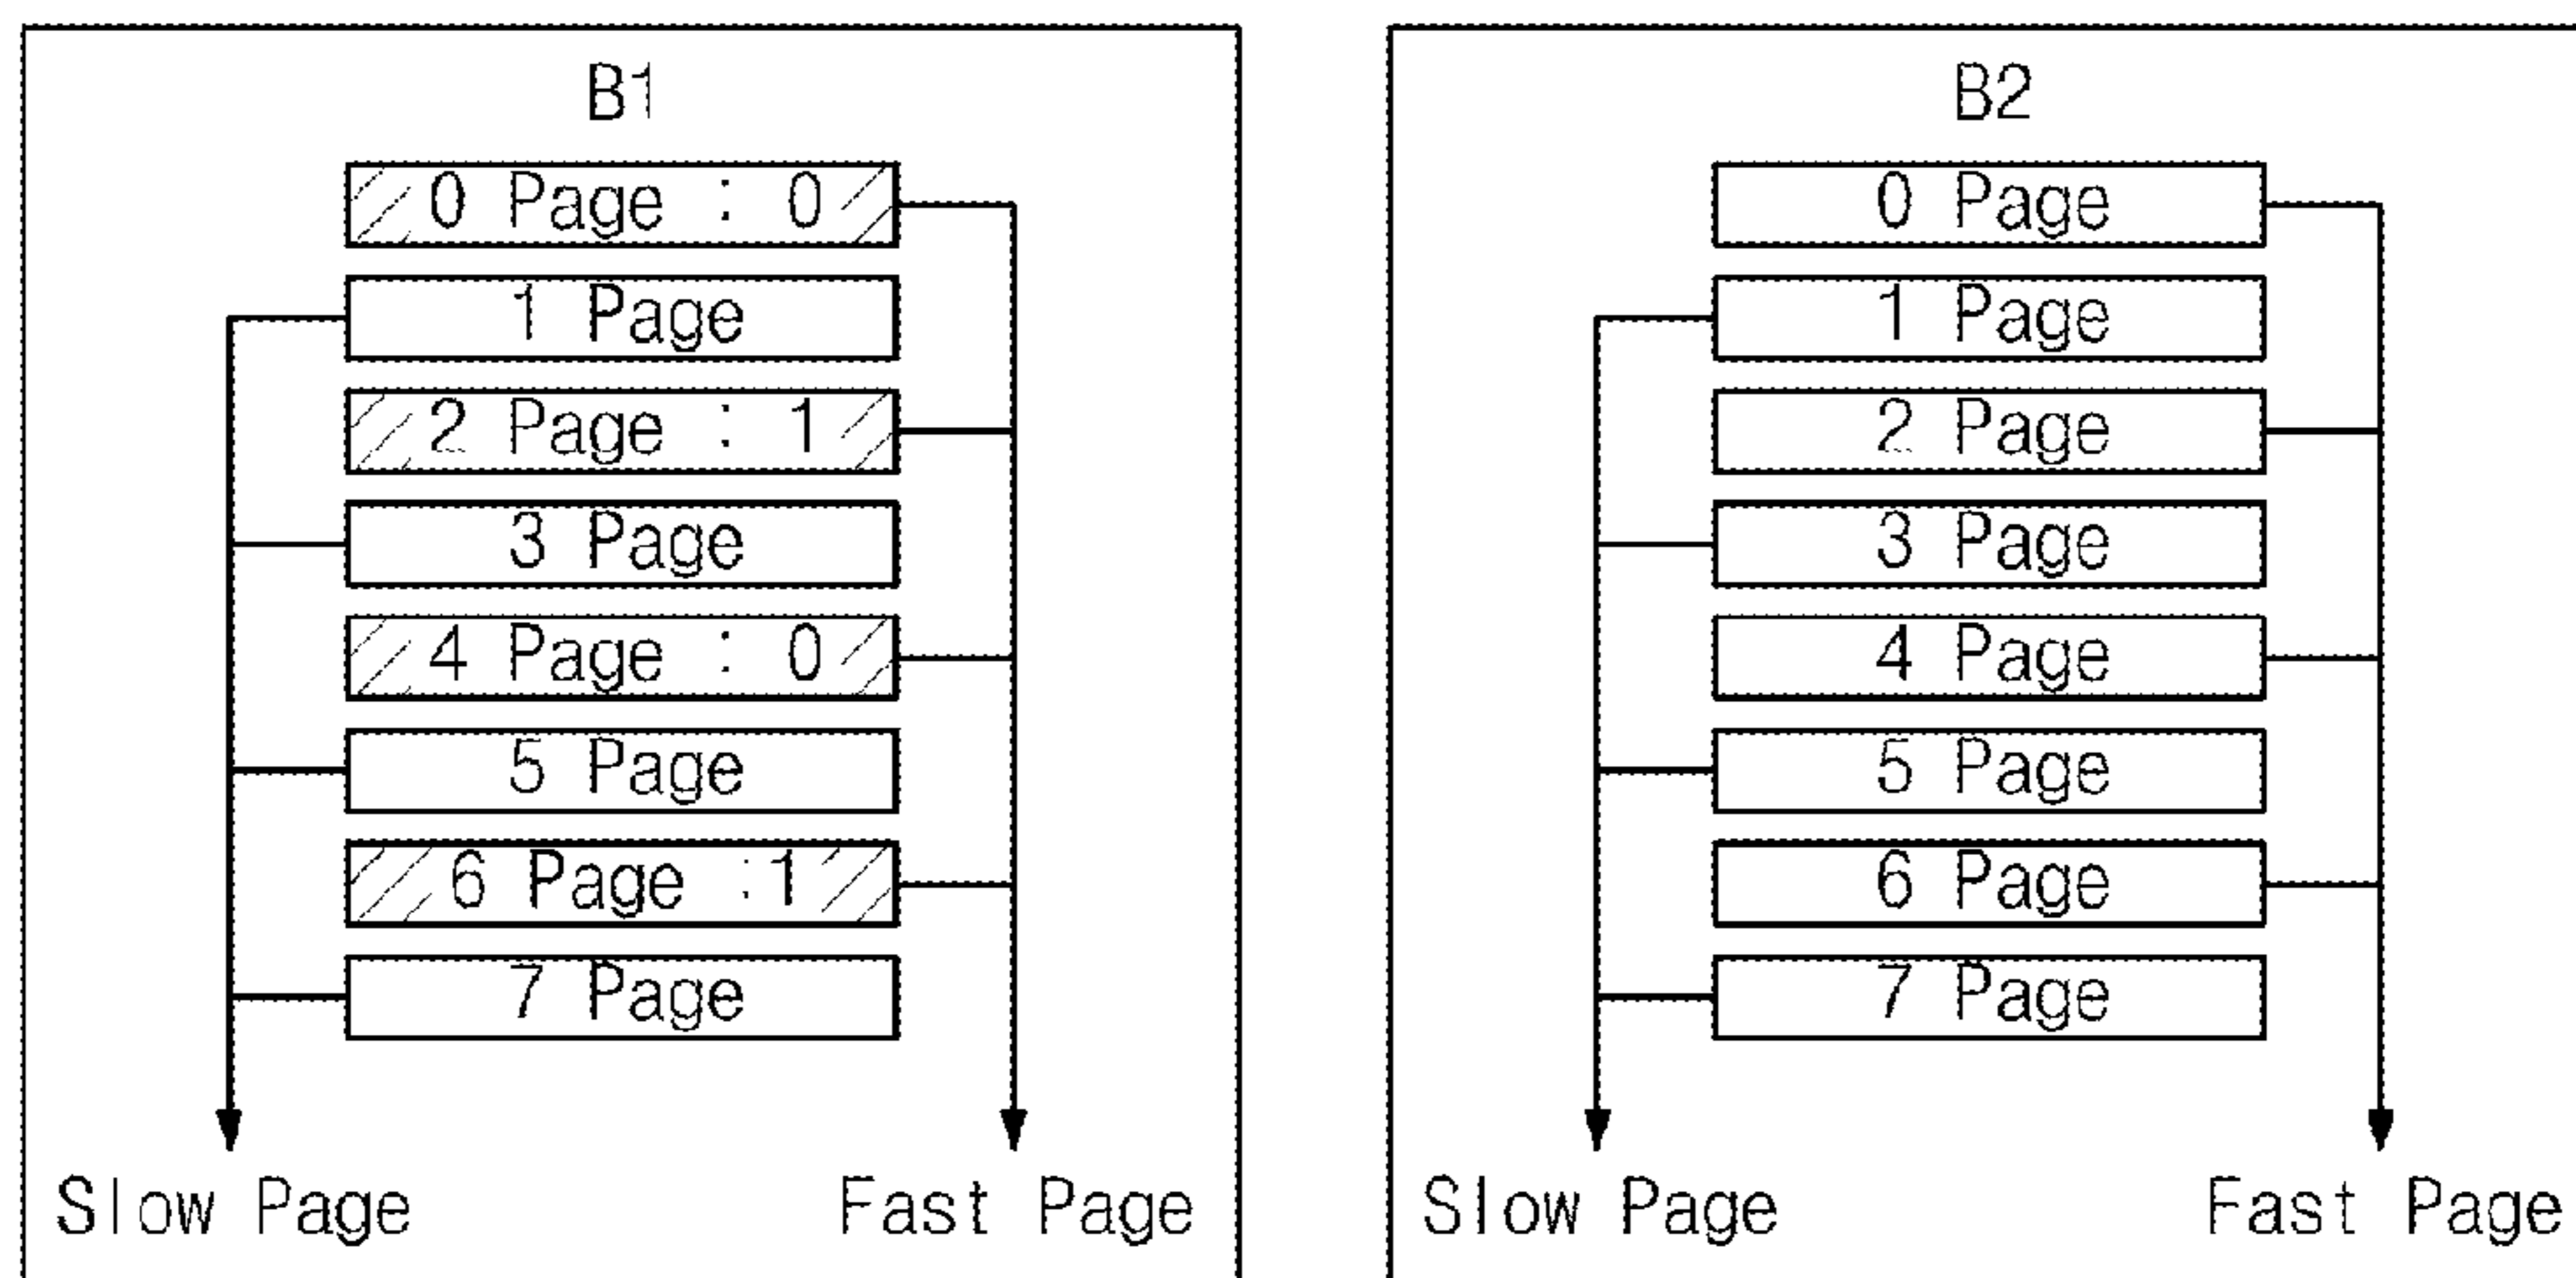 B1
0 Page : 0
1 Page
2 Page : 1
3 Page
4 Page : 0
5 Page
6 Page :1
7 Page
Slow Page
Fast Page
B2
0 Page
1 Page
2 Page
3 Page
4 Page
5 Page
6 Page
7 Page
Slow Page
Fast Page